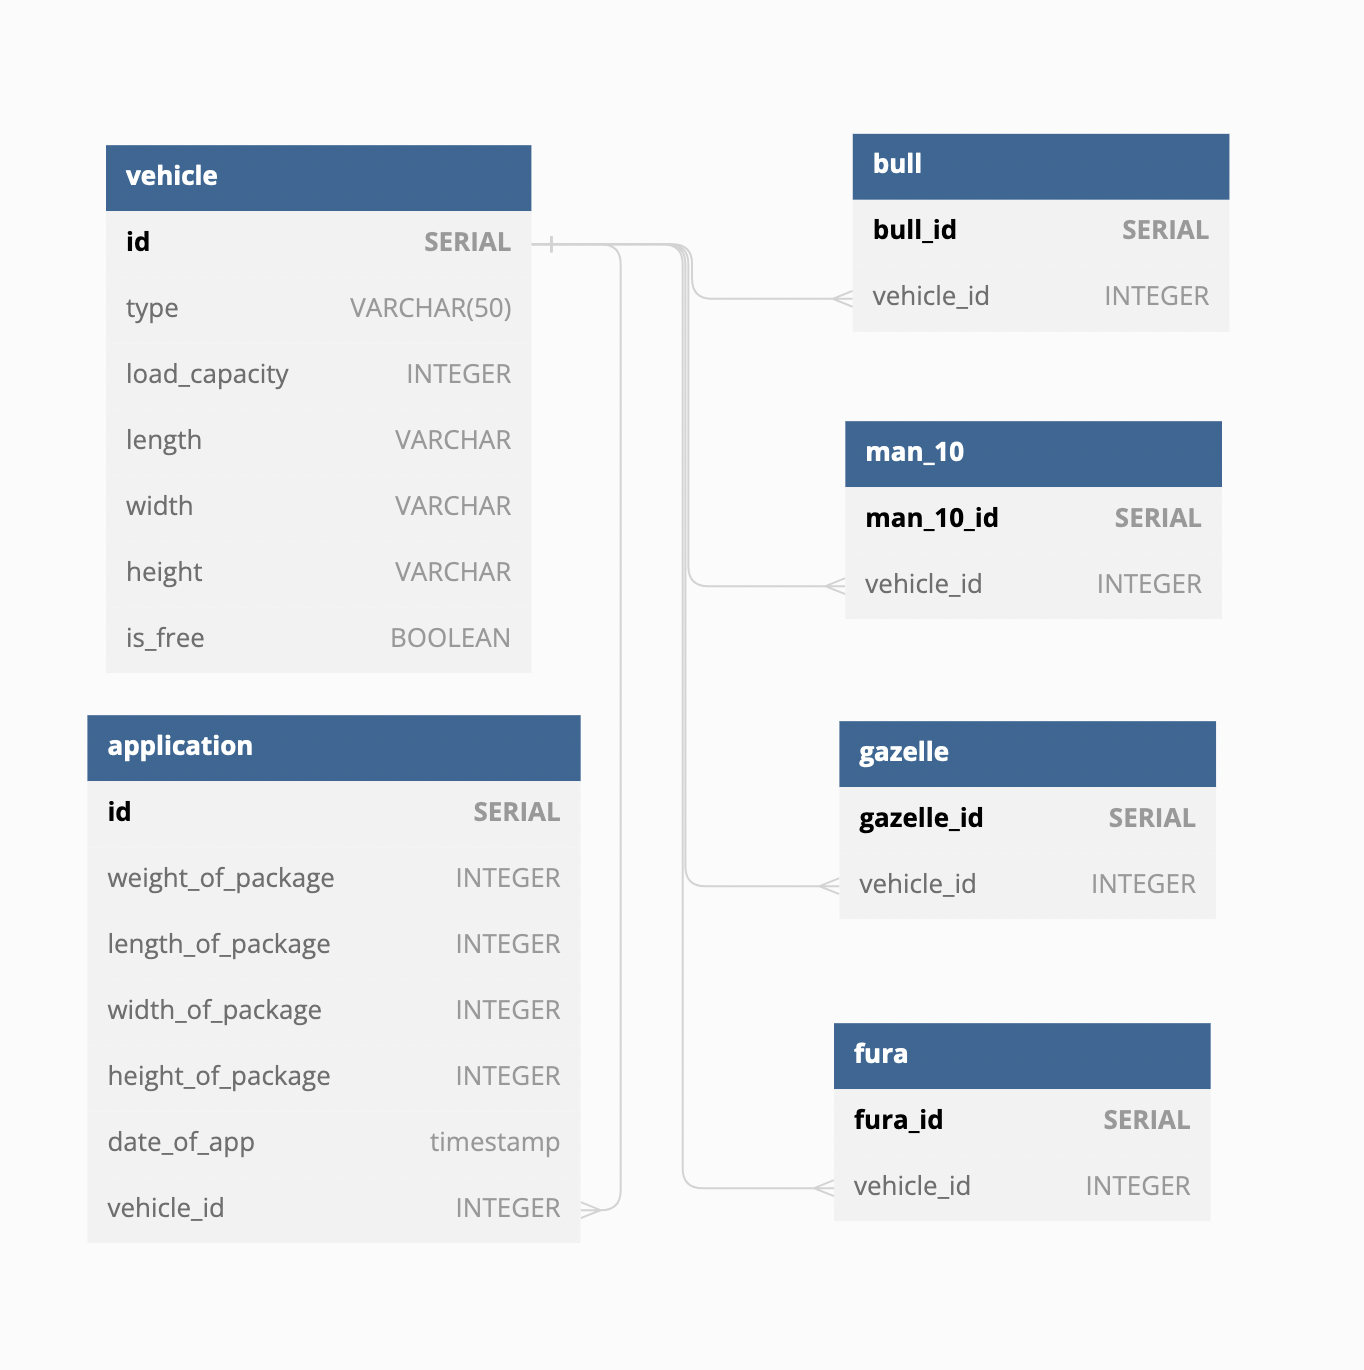 vehicle
id SERIAL
type VARCHAR(50)
load_capacity INTEGER
length VARCHAR
width VARCHAR
height VARCHAR
is_free BOOLEAN
application
id SERIAL
weight_of_package INTEGER
length_of_package INTEGER
width_of_package INTEGER
height_of_package INTEGER
date_of_app timestamp
vehicle_id INTEGER
bull
bull_id SERIAL
vehicle_id INTEGER
man_10
man_10_id SERIAL
vehicle_id INTEGER
gazelle
gazelle_id SERIAL
vehicle_id INTEGER
fura
fura_id SERIAL
vehicle_id INTEGER